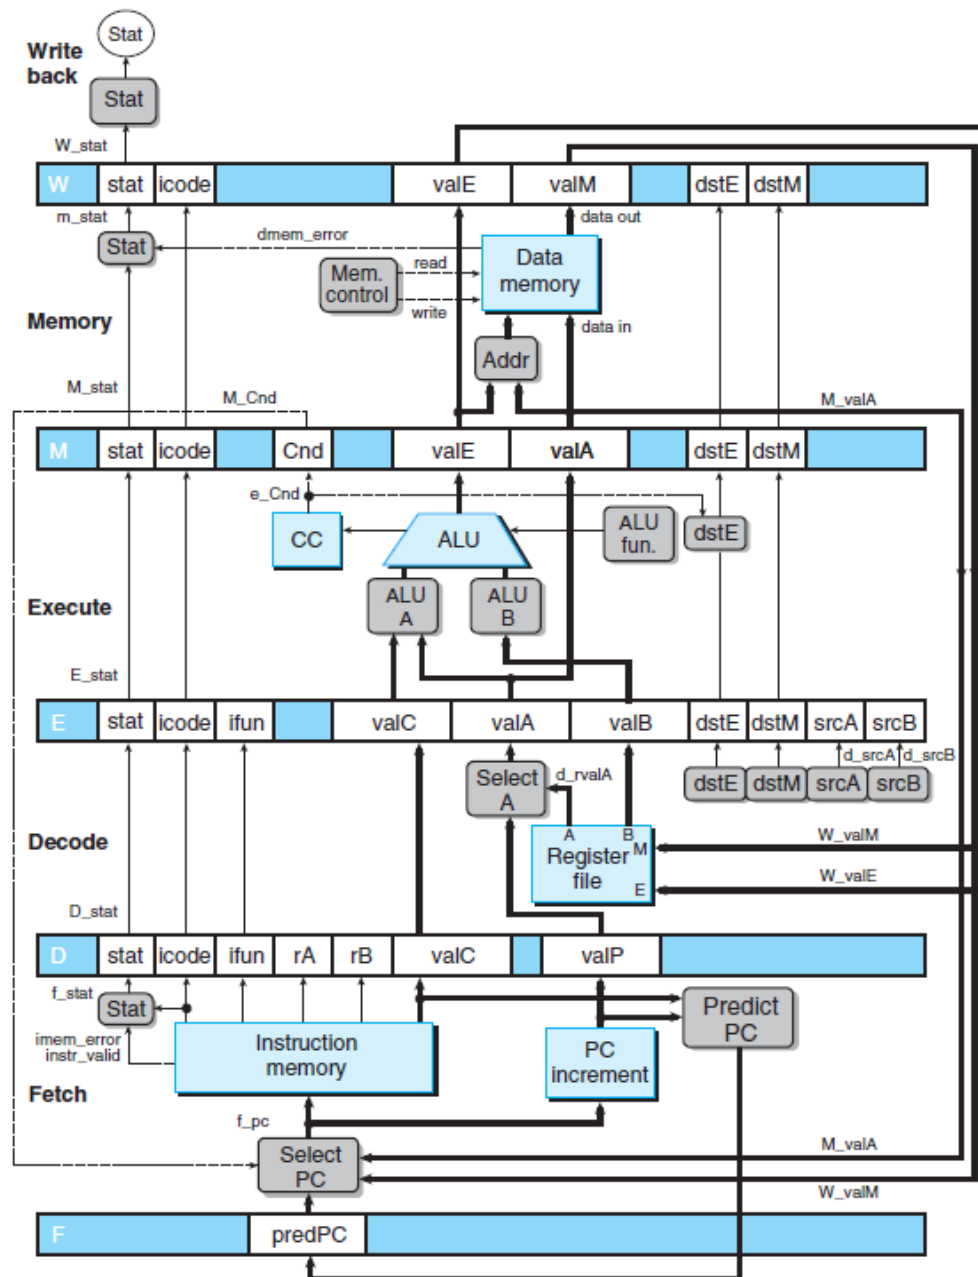 Stat
Write
back
Stat
W_stat
W stat icode valE valM dstE dstM
m_stat
data out
Stat
dmem_error
Data
memory
read
Mem.
control
write
data in
Memory
Addr
M_stat
M_Cnd
M_valA
M stat icode Cnd valE valA dstE dstM
e_Cnd
CC
ALU
ALU
fun.
dstE
ALU
A
ALU
B
Execute
E_stat
E stat icode ifun valC valA valB dstE dstM srcA srcB
d_srcA d_srcB
Select
A
d_rvalA
dstE dstM srcA srcB
Decode
A B
M
Register
file
E
W_valM
W_valE
D_stat
D stat icode ifun rA rB valC valP
f_stat
Stat
Predict
PC
imem_error
instr_valid
Instruction
memory
PC
increment
Fetch
f_pc
Select
PC
M_valA
W_valM
F predPC